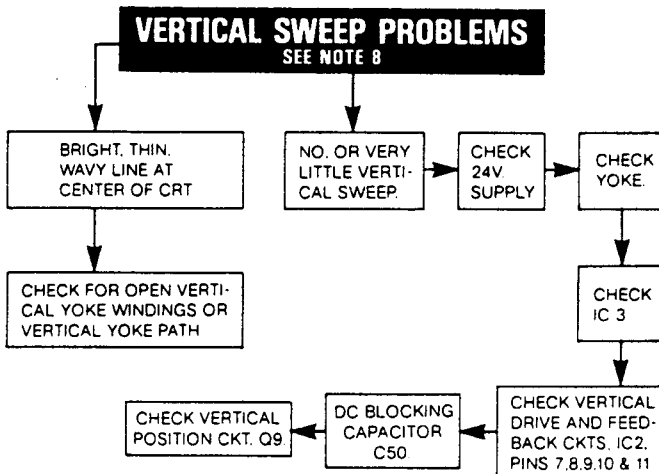 VERTICAL SWEEP PROBLEMS
SEE NOTE 8
BRIGHT, THIN,
WAVY LINE AT
CENTER OF CRT
CHECK FOR OPEN VERTI-
CAL YOKE WINDINGS OR
VERTICAL YOKE PATH
NO, OR VERY
LITTLE VERTI-
CAL SWEEP.
CHECK
24V.
SUPPLY
CHECK
YOKE.
CHECK
IC 3
CHECK VERTICAL
DRIVE AND FEED-
BACK CKTS, IC2,
PINS 7,8,9,10 & 11
DC BLOCKING
CAPACITOR
C50.
CHECK VERTICAL
POSITION CKT. Q9.